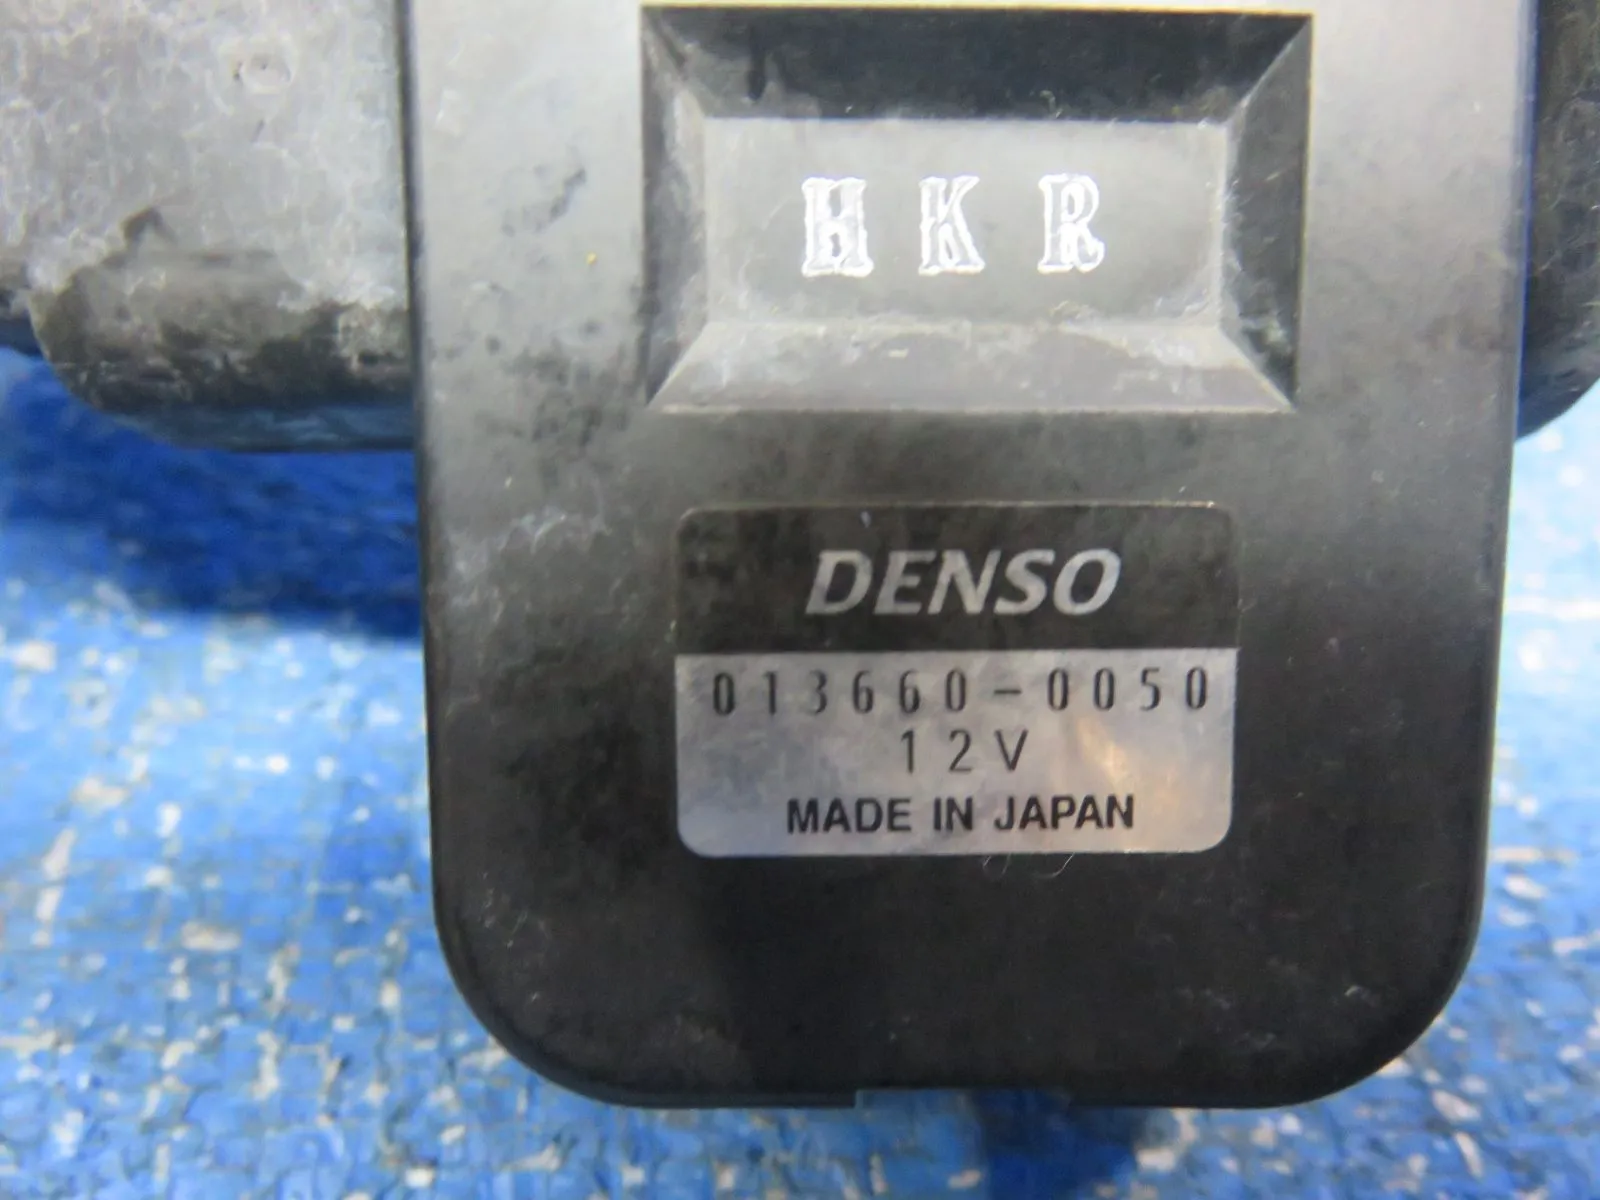 HKR
DENSO
013660-0050
12V
MADE IN JAPAN